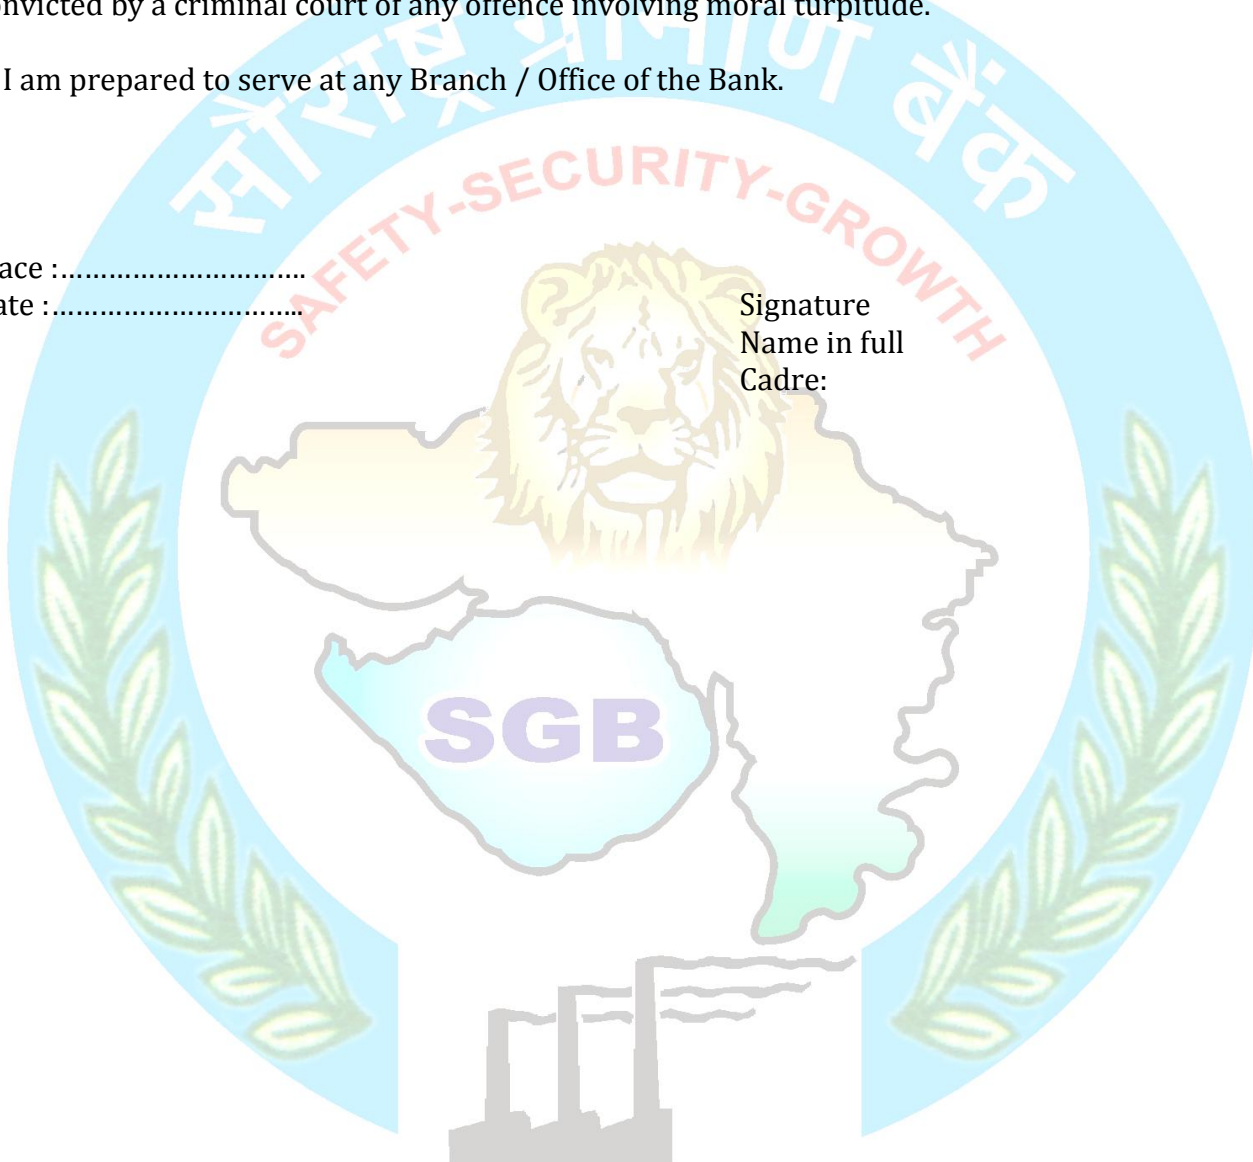 onvicted by a criminal court of any offence involving moral turpitude.
I am prepared to serve at any Branch / Office of the Bank.
सौराष्ट्र ग्रामीण बैंक
SAFETY-SECURITY-GROWTH
ace :…………………………..
ate :…………………………..
Signature
Name in full
Cadre:
SGB